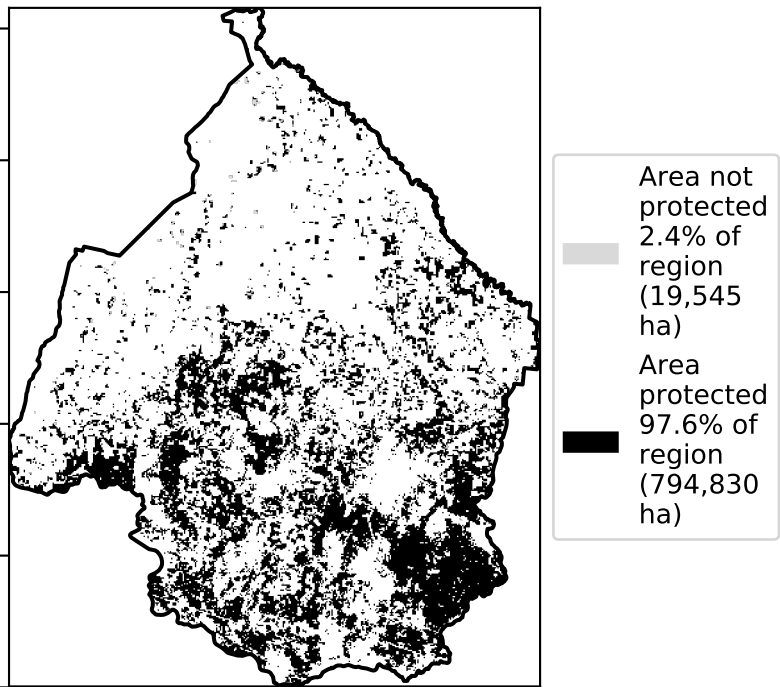 Area not
protected
2.4% of
region
(19,545
ha)
Area
protected
97.6% of
region
(794,830
ha)